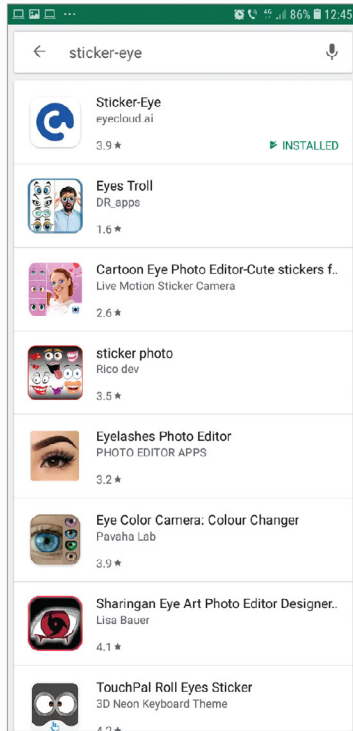 ... 4G 86% 12:45
sticker-eye
Sticker-Eye
eyecloud.ai
3.9 ★ INSTALLED
Eyes Troll
DR_apps
1.6 ★
Cartoon Eye Photo Editor-Cute stickers f..
Live Motion Sticker Camera
2.6 ★
sticker photo
Rico dev
3.5 ★
Eyelashes Photo Editor
PHOTO EDITOR APPS
3.2 ★
Eye Color Camera: Colour Changer
Pavaha Lab
3.9 ★
Sharingan Eye Art Photo Editor Designer..
Lisa Bauer
4.1 ★
TouchPal Roll Eyes Sticker
3D Neon Keyboard Theme